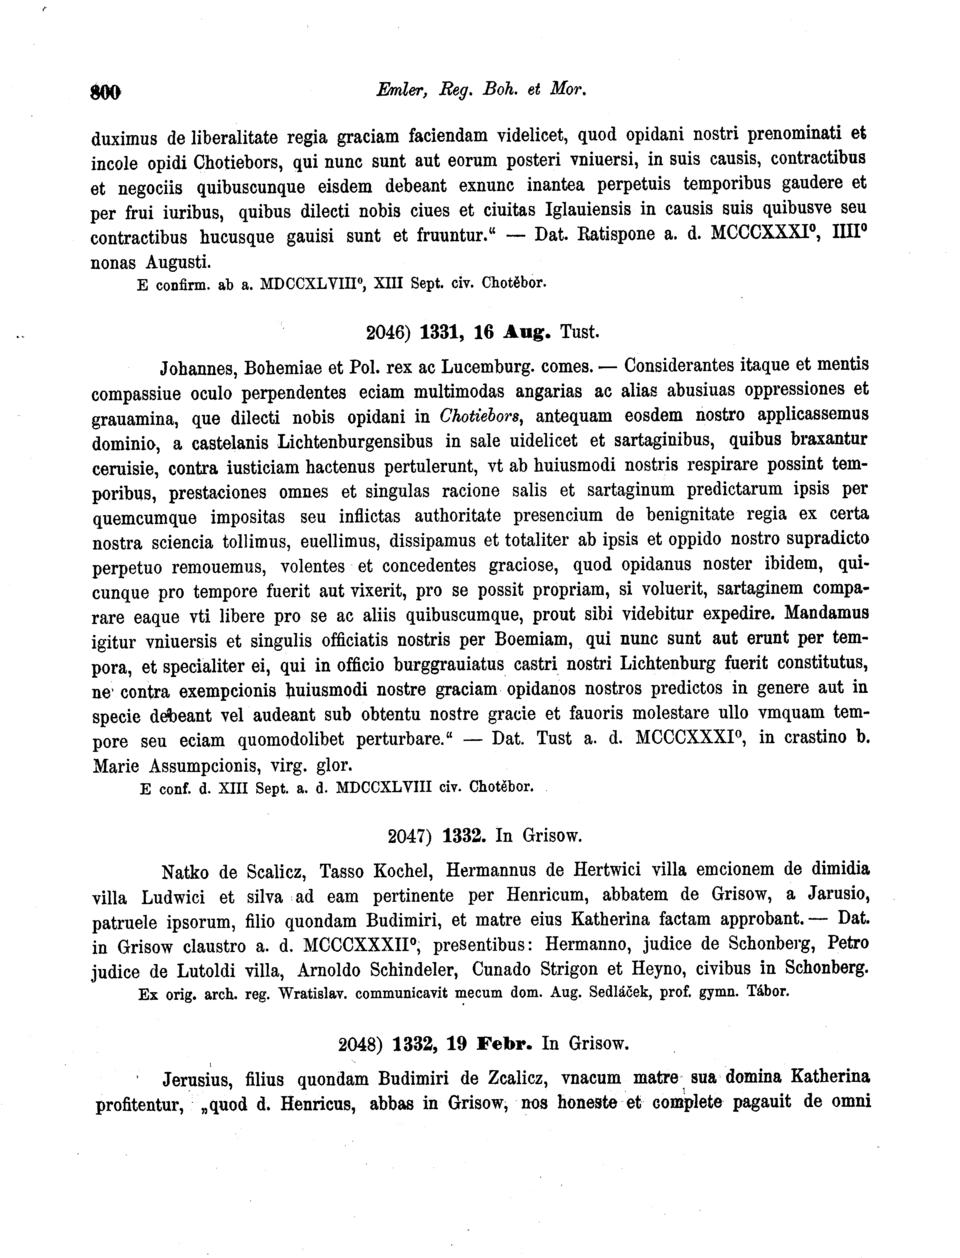 800
Emler, Reg. Boh. et Mor.
duximus de liberalitate regia graciam faciendam videlicet, quod opidani nostri prenominati et
incole opidi Chotiebors, qui nunc sunt aut eorum posteri vniuersi, in suis causis, contractibus
et negociis quibuscunque eisdem debeant exnunc inantea perpetuis temporibus gaudere et
per frui iuribus, quibus dilecti nobis ciues et ciuitas Iglauiensis in causis suis quibusve seu
contractibus hucusque gauisi sunt et fruuntur.“ — Dat. Ratispone a. d. MCCCXXXI⁰, IIII⁰
nonas Augusti.
E confirm. ab a. MDCCXLVIII⁰, XIII Sept. civ. Chotěbor.
2046) 1331, 16 Aug. Tust.
Johannes, Bohemiae et Pol. rex ac Lucemburg. comes. — Considerantes itaque et mentis
compassiue oculo perpendentes eciam multimodas angarias ac alias abusiuas oppressiones et
grauamina, que dilecti nobis opidani in Chotiebors, antequam eosdem nostro applicassemus
dominio, a castelanis Lichtenburgensibus in sale uidelicet et sartaginibus, quibus braxantur
ceruisie, contra iusticiam hactenus pertulerunt, vt ab huiusmodi nostris respirare possint tem-
poribus, prestaciones omnes et singulas racione salis et sartaginum predictarum ipsis per
quemcumque impositas seu inflictas authoritate presencium de benignitate regia ex certa
nostra sciencia tollimus, euellimus, dissipamus et totaliter ab ipsis et oppido nostro supradicto
perpetuo remouemus, volentes et concedentes graciose, quod opidanus noster ibidem, qui-
cunque pro tempore fuerit aut vixerit, pro se possit propriam, si voluerit, sartaginem compa-
rare eaque vti libere pro se ac aliis quibuscumque, prout sibi videbitur expedire. Mandamus
igitur vniuersis et singulis officiatis nostris per Boemiam, qui nunc sunt aut erunt per tem-
pora, et specialiter ei, qui in officio burggrauiatus castri nostri Lichtenburg fuerit constitutus,
ne contra exempcionis huiusmodi nostre graciam opidanos nostros predictos in genere aut in
specie debeant vel audeant sub obtentu nostre gracie et fauoris molestare ullo vmquam tem-
pore seu eciam quomodolibet perturbare.“ — Dat. Tust a. d. MCCCXXXI⁰, in crastino b.
Marie Assumpcionis, virg. glor.
E conf. d. XIII Sept. a. d. MDCCXLVIII civ. Chotěbor.
2047) 1332. In Grisow.
Natko de Scalicz, Tasso Kochel, Hermannus de Hertwici villa emcionem de dimidia
villa Ludwici et silva ad eam pertinente per Henricum, abbatem de Grisow, a Jarusio,
patruele ipsorum, filio quondam Budimiri, et matre eius Katherina factam approbant. — Dat.
in Grisow claustro a. d. MCCCXXXII⁰, presentibus: Hermanno, judice de Schonberg, Petro
judice de Lutoldi villa, Arnoldo Schindeler, Cunado Strigon et Heyno, civibus in Schonberg.
Ex orig. arch. reg. Wratislav. communicavit mecum dom. Aug. Sedláček, prof. gymn. Tábor.
2048) 1332, 19 Febr. In Grisow.
Jerusius, filius quondam Budimiri de Zcalicz, vnacum matre sua domina Katherina
profitentur, „quod d. Henricus, abbas in Grisow, nos honeste et complete pagauit de omni